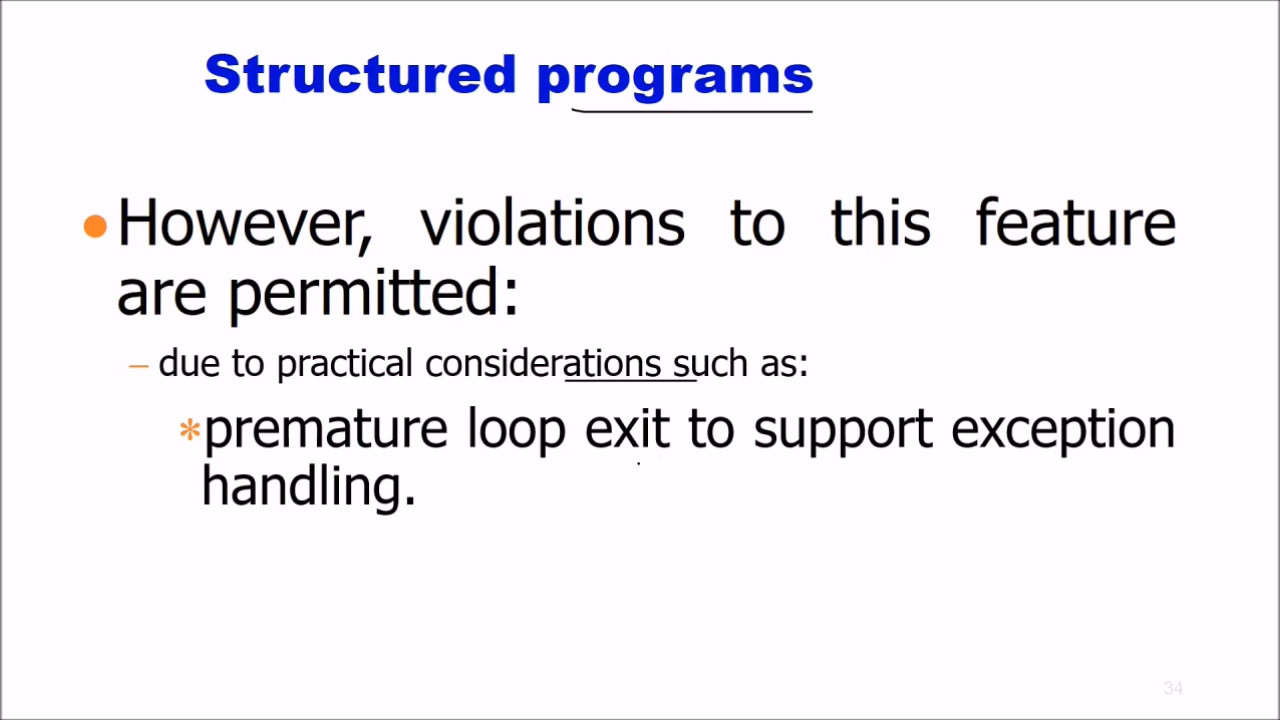 Structured programs
•However, violations to this feature
are permitted:
– due to practical considerations such as:
*premature loop exit to support exception
handling.
34